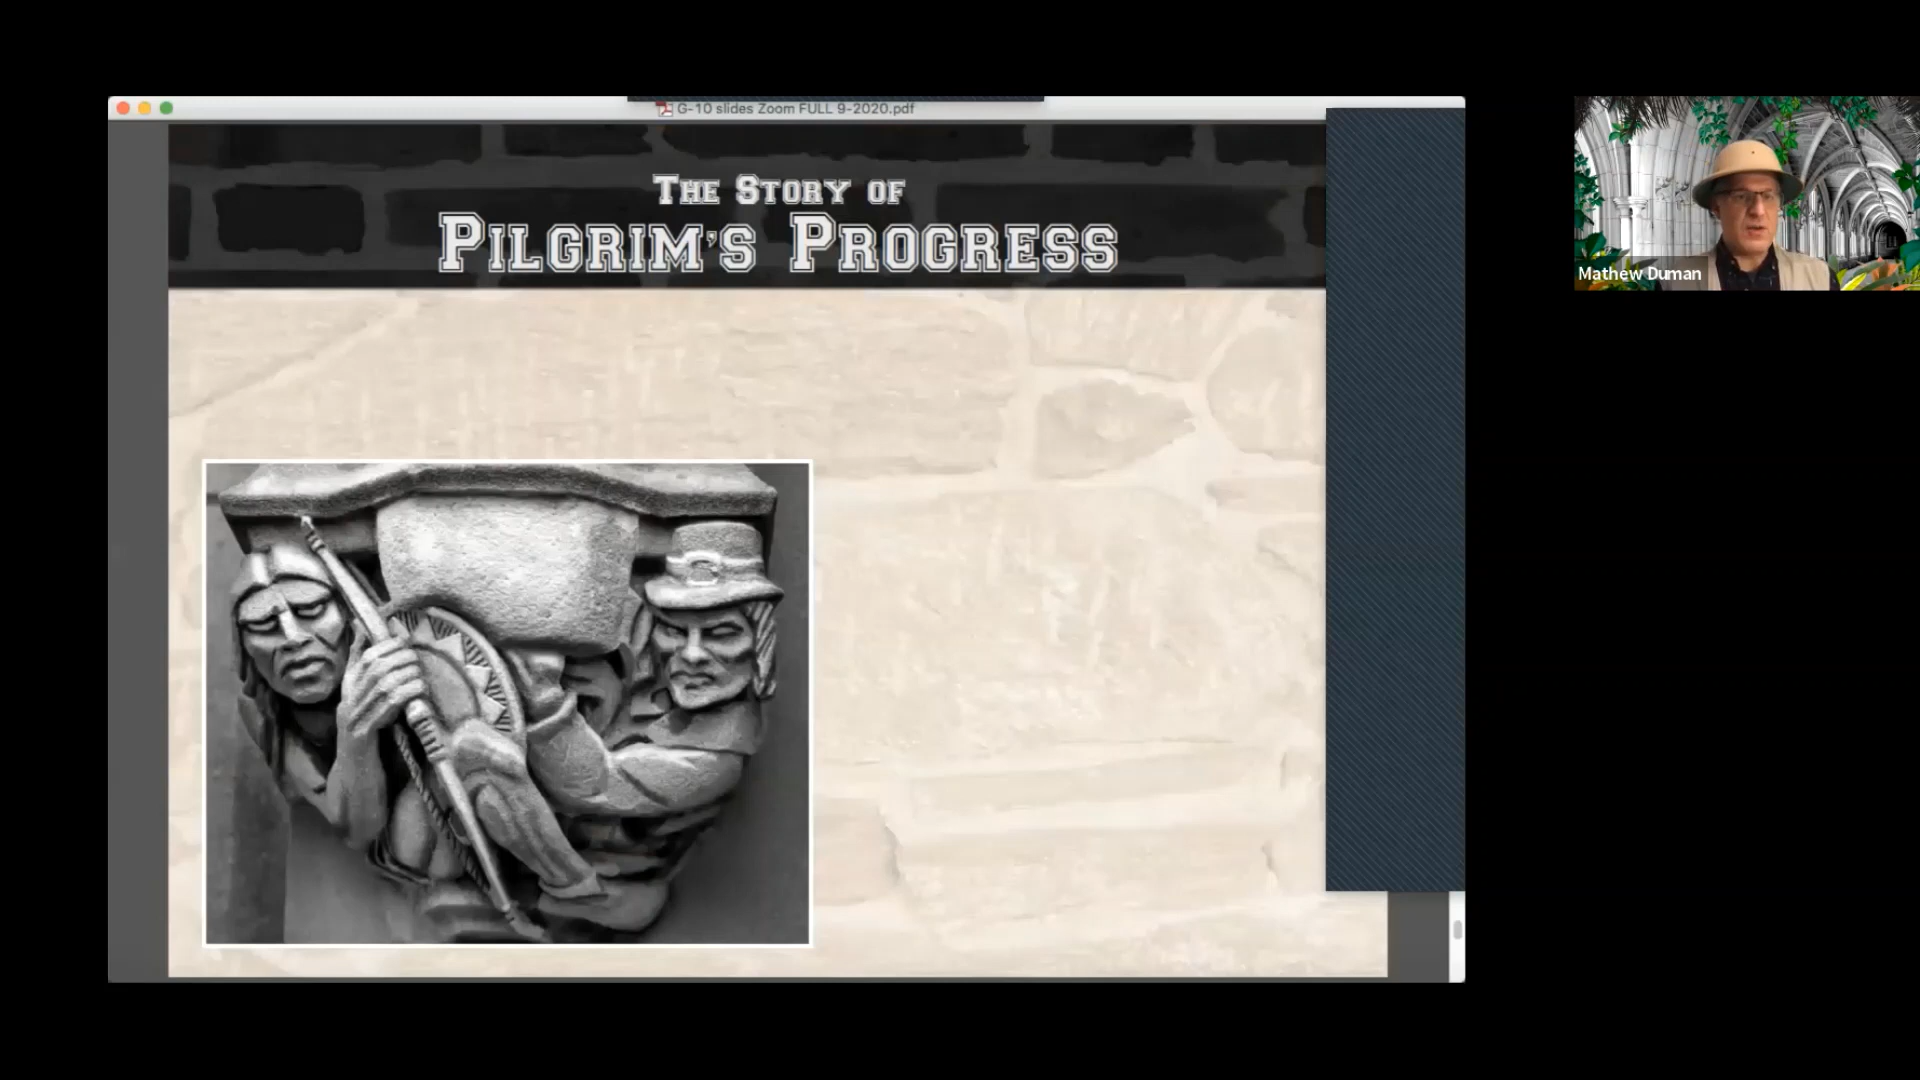 G-10 slides Zoom FULL 9-2020.pdf
The Story of
Pilgrim's Progress
Mathew Duman